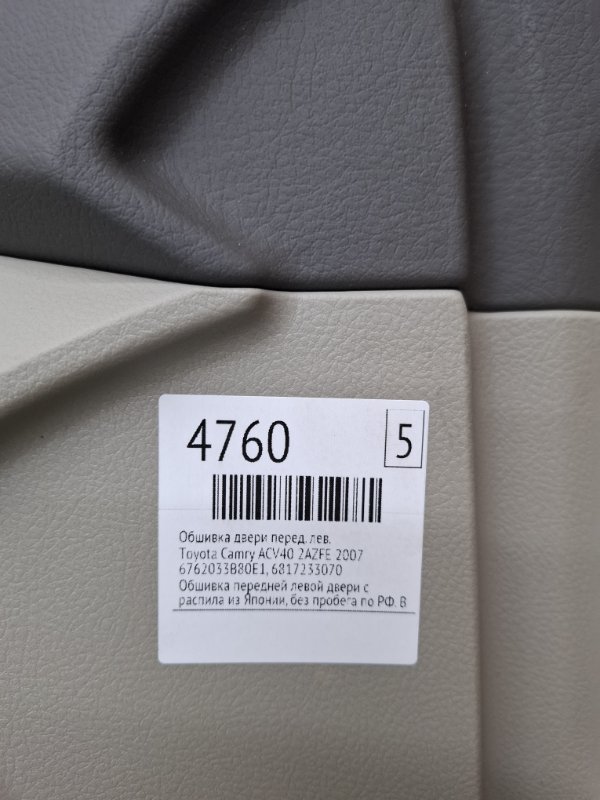 4760 5
Обшивка двери перед. лев.
Toyota Camry ACV40 2AZFE 2007
6762033B80E1, 6817233070
Обшивка передней левой двери с
распила из Японии, без пробега по РФ. В